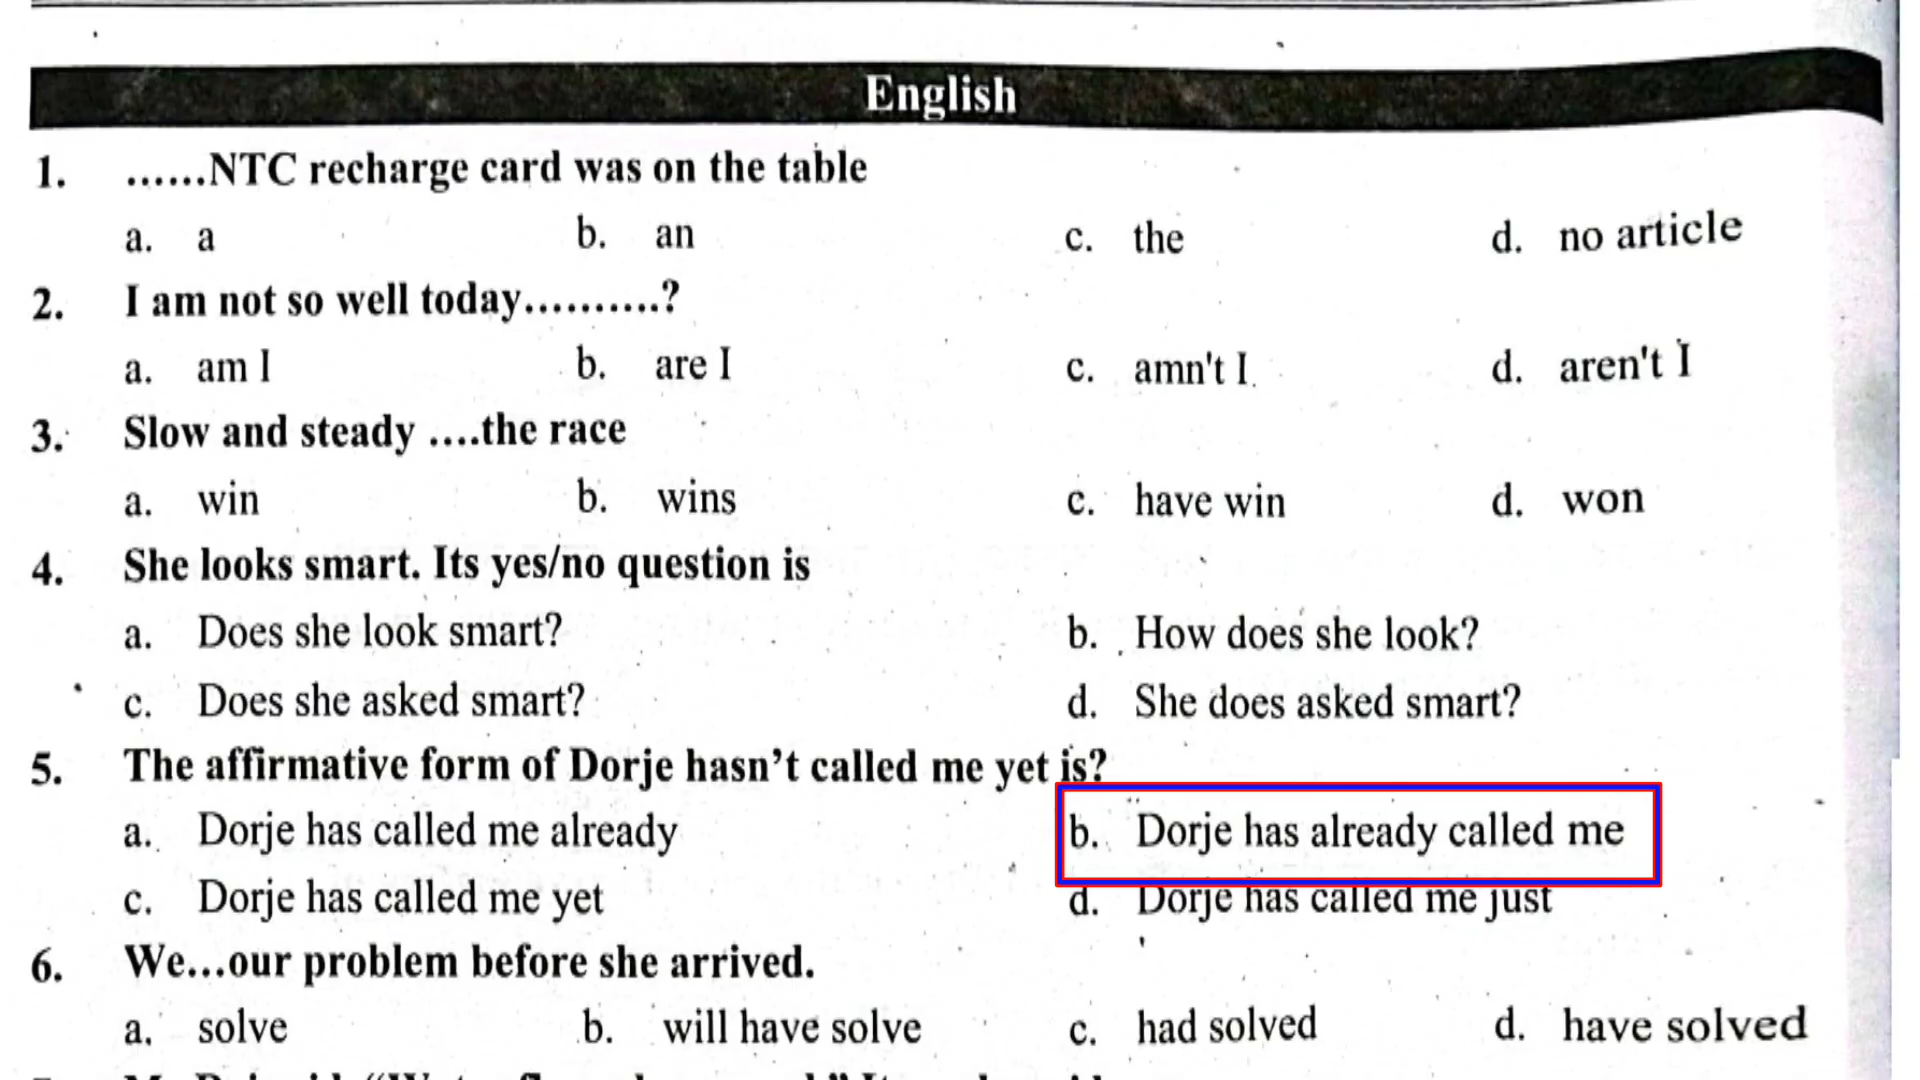 English
1. ......NTC recharge card was on the table
a. a b. an c. the d. no article
2. I am not so well today..........?
a. am I b. are I c. amn't I d. aren't I
3. Slow and steady ....the race
a. win b. wins c. have win d. won
4. She looks smart. Its yes/no question is
a. Does she look smart? b. How does she look?
c. Does she asked smart? d. She does asked smart?
5. The affirmative form of Dorje hasn't called me yet is?
a. Dorje has called me already b. Dorje has already called me
c. Dorje has called me yet d. Dorje has called me just
6. We...our problem before she arrived.
a. solve b. will have solve c. had solved d. have solved